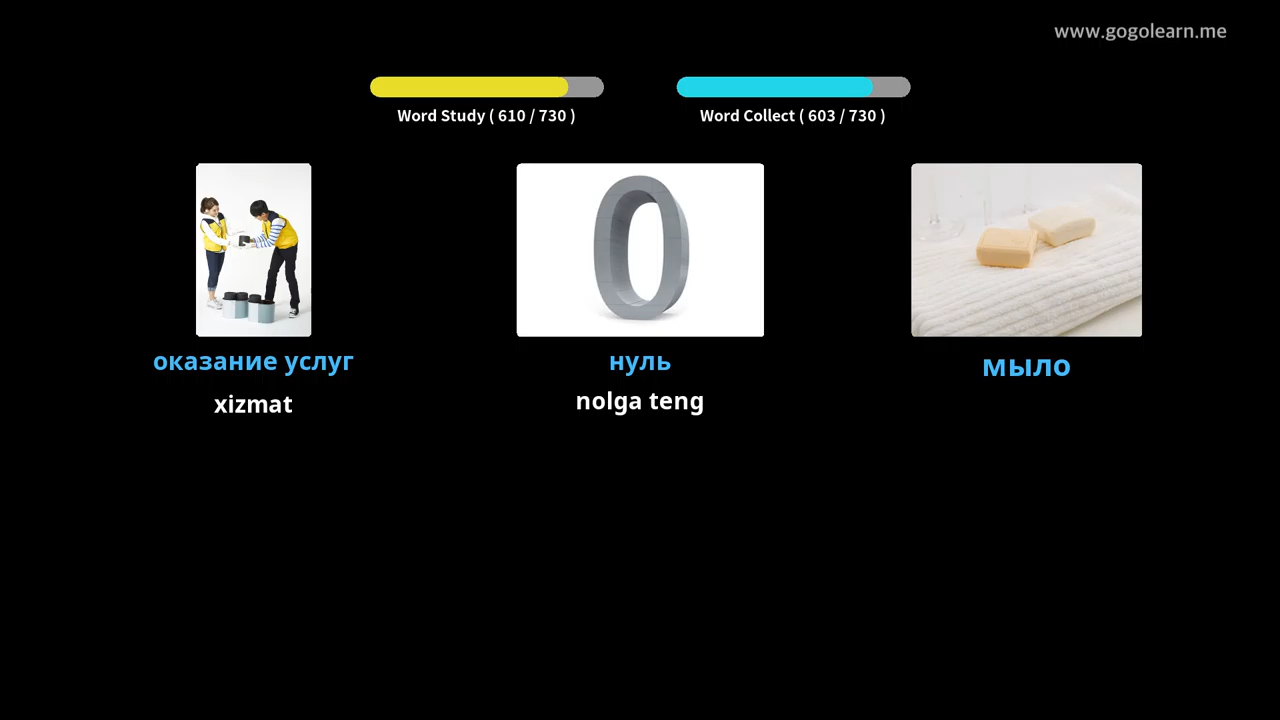 www.gogolearn.me
Word Study ( 610 / 730 )
Word Collect ( 603 / 730 )
оказание услуг
xizmat
нуль
nolga teng
мыло